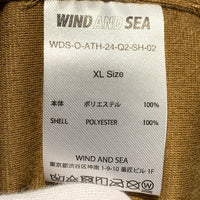 WIND AND SEA
WDS-O-ATH-24-Q2-SH-02
XL Size
本体 ポリエステル 100%
SHELL POLYESTER 100%
WIND AND SEA
東京都渋谷区神南 1-9-10 番匠ビル 1F